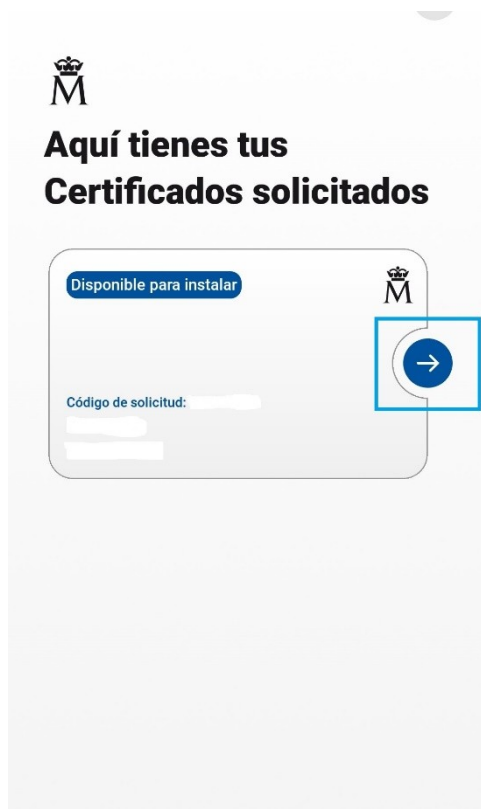 M
Aquí tienes tus
Certificados solicitados
Disponible para instalar
M
Código de solicitud: